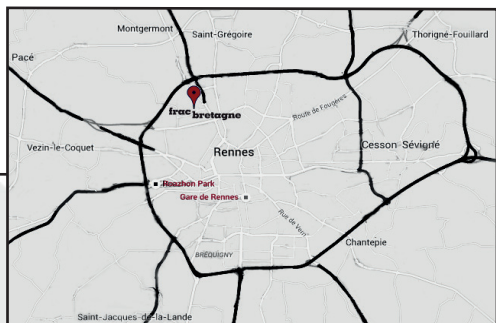 Montgermont
Saint-Grégoire
Thorigné-Fouillard
Pacé
frac bretagne
Route de Fougères
Vezin-le-Coquet
Rennes
Cesson Sévigné
Roazhon Park
Gare de Rennes
Rue de Vern
Chantepie
BRÉQUIGNY
Saint-Jacques-de-la-Lande